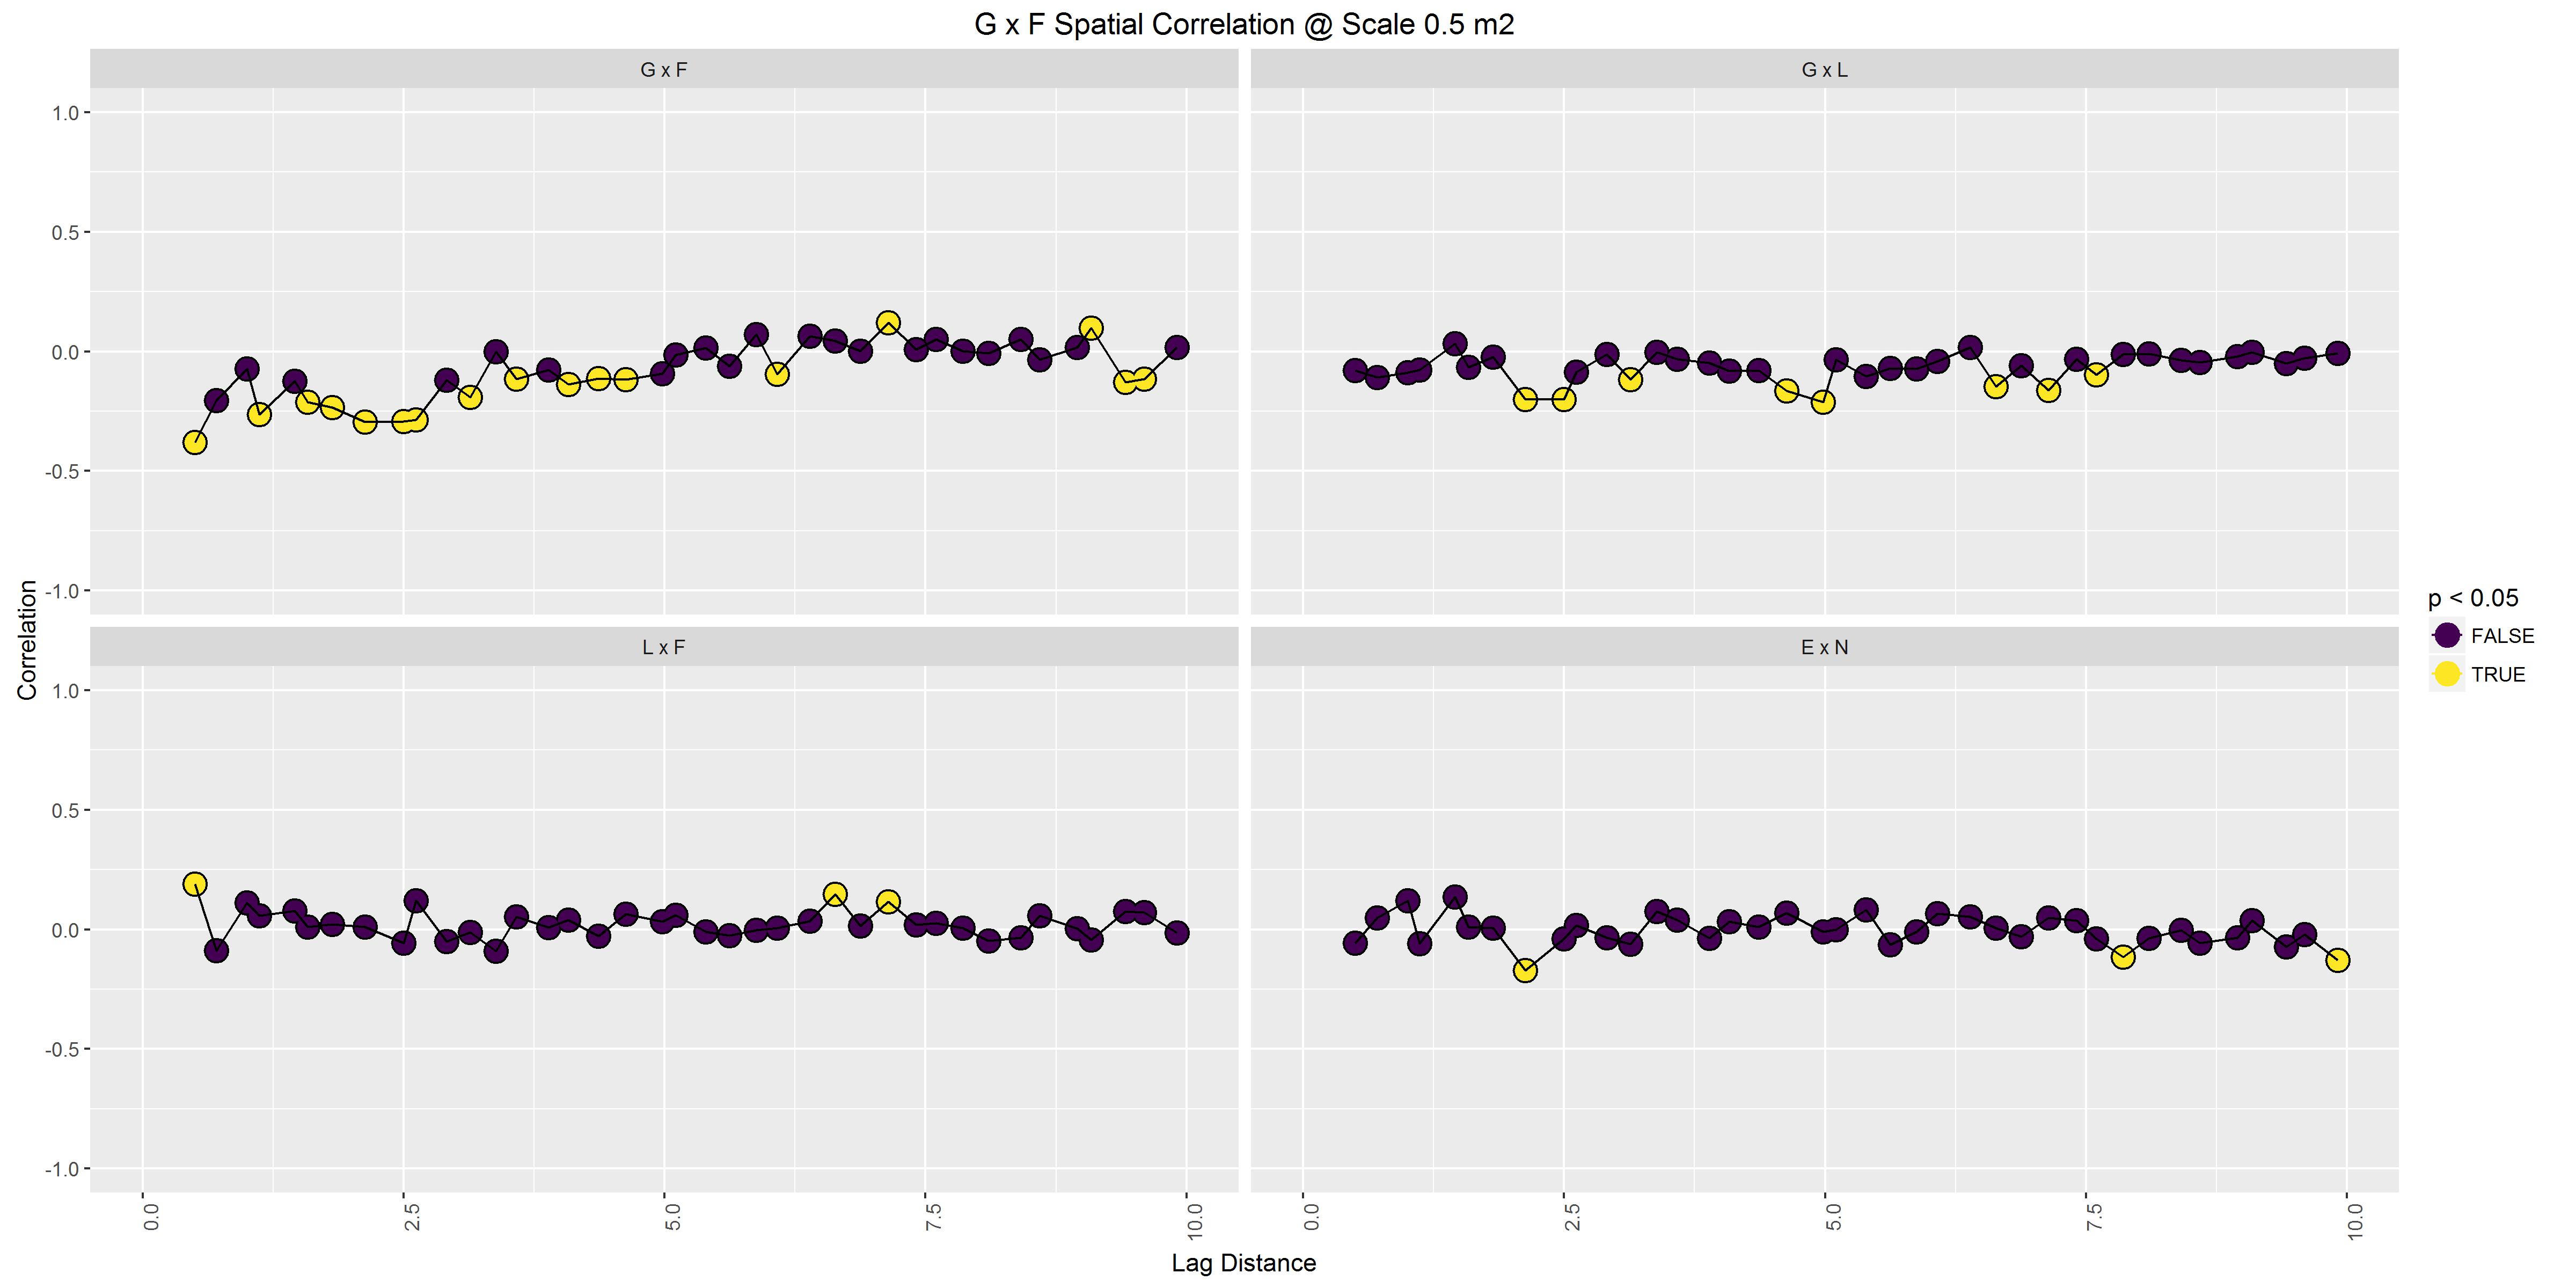 G x F Spatial Correlation @ Scale 0.5 m2
G x F
G x L
1.0
0.5
0.0
-0.5
-1.0
L x F
E x N
1.0
0.5
0.0
-0.5
-1.0
Correlation
0.0 2.5 5.0 7.5 10.0
0.0 2.5 5.0 7.5 10.0
Lag Distance
p < 0.05
FALSE
TRUE